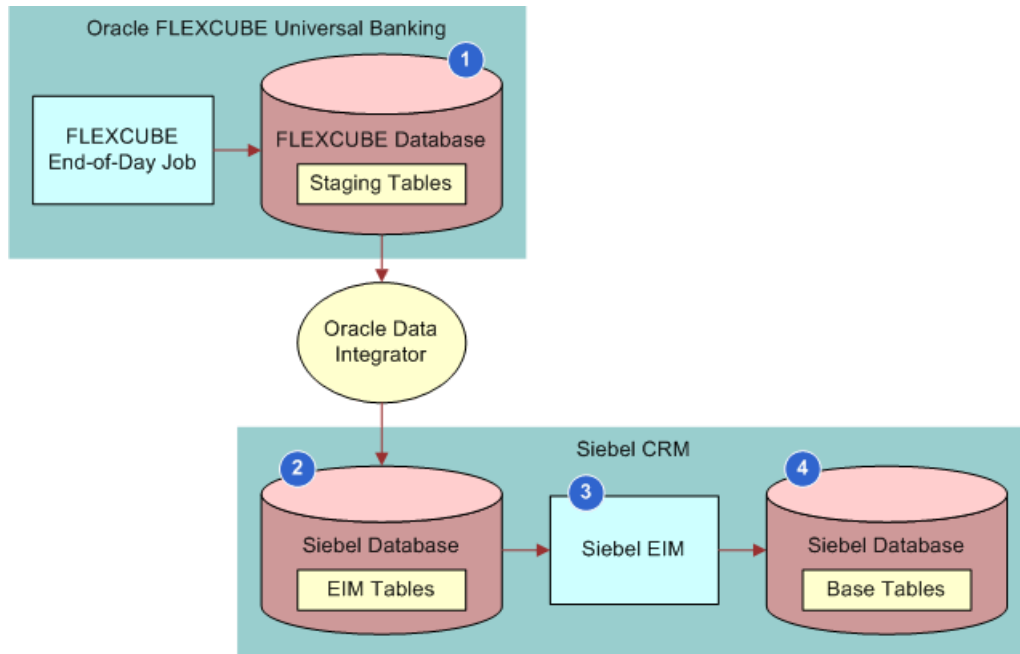 Oracle FLEXCUBE Universal Banking
1
FLEXCUBE
End-of-Day Job
FLEXCUBE Database
Staging Tables
Oracle Data
Integrator
Siebel CRM
2
3
4
Siebel Database
EIM Tables
Siebel EIM
Siebel Database
Base Tables